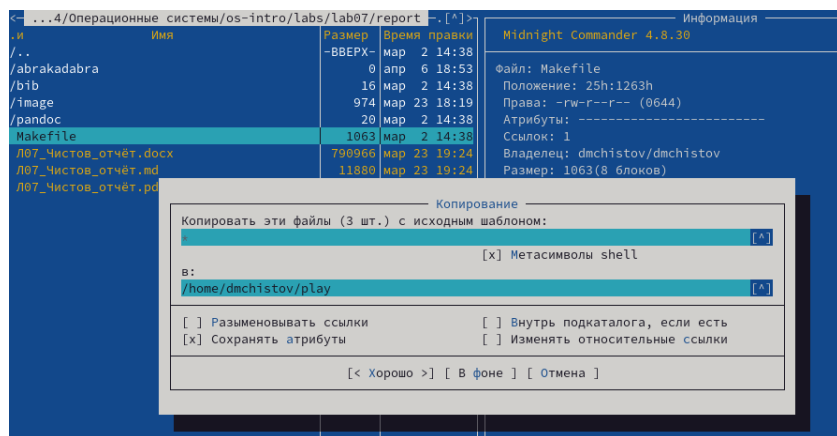 <— ...4/Операционные системы/os-intro/labs/lab07/report —.[^]>
.и Имя Размер Время правки
/.. -ВВЕРХ- мар 2 14:38
/abrakadabra 0 апр 6 18:53
/bib 16 мар 2 14:38
/image 974 мар 23 18:19
/pandoc 20 мар 2 14:38
Makefile 1063 мар 2 14:38
Л07_Чистов_отчёт.docx 790966 мар 23 19:24
Л07_Чистов_отчёт.md 11880 мар 23 19:24
Л07_Чистов_отчёт.pd
Информация
Midnight Commander 4.8.30
Файл: Makefile
Положение: 25h:1263h
Права: -rw-r--r-- (0644)
Атрибуты: -------------------------
Ссылок: 1
Владелец: dmchistov/dmchistov
Размер: 1063(8 блоков)
Копирование
Копировать эти файлы (3 шт.) с исходным шаблоном:
* [^]
[x] Метасимволы shell
в:
/home/dmchistov/play [^]
[ ] Разыменовывать ссылки [ ] Внутрь подкаталога, если есть
[x] Сохранять атрибуты [ ] Изменять относительные ссылки
[< Хорошо >] [ В фоне ] [ Отмена ]